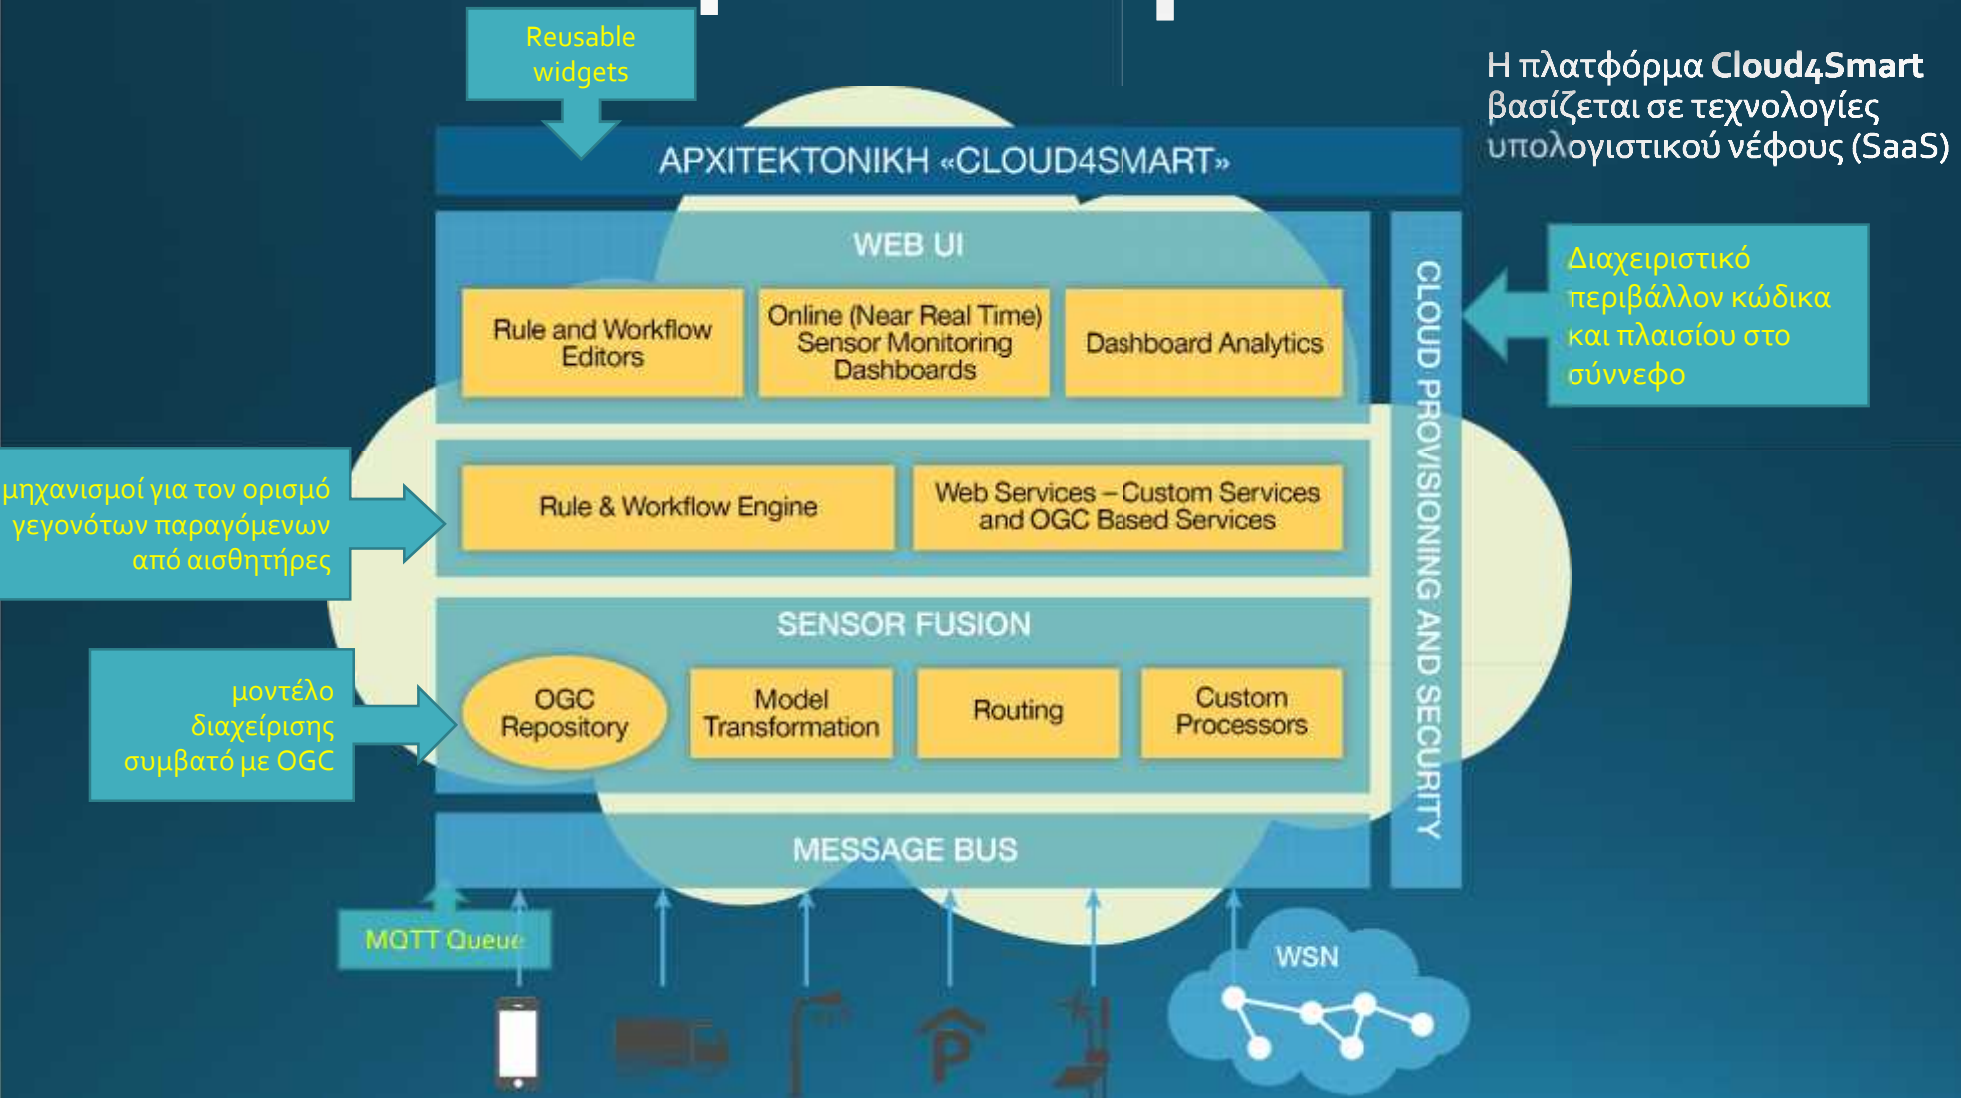 Reusable
widgets
Η πλατφόρμα Cloud4Smart
βασίζεται σε τεχνολογίες
υπολογιστικού νέφους (SaaS)
ΑΡΧΙΤΕΚΤΟΝΙΚΗ «CLOUD4SMART»
WEB UI
Rule and Workflow
Editors
Online (Near Real Time)
Sensor Monitoring
Dashboards
Dashboard Analytics
CLOUD PROVISIONING AND SECURITY
Διαχειριστικό
περιβάλλον κώδικα
και πλαισίου στο
σύννεφο
μηχανισμοί για τον ορισμό
γεγονότων παραγόμενων
από αισθητήρες
Rule & Workflow Engine
Web Services – Custom Services
and OGC Based Services
SENSOR FUSION
μοντέλο
διαχείρισης
συμβατό με OGC
OGC
Repository
Model
Transformation
Routing
Custom
Processors
MESSAGE BUS
MQTT Queue
WSN
P